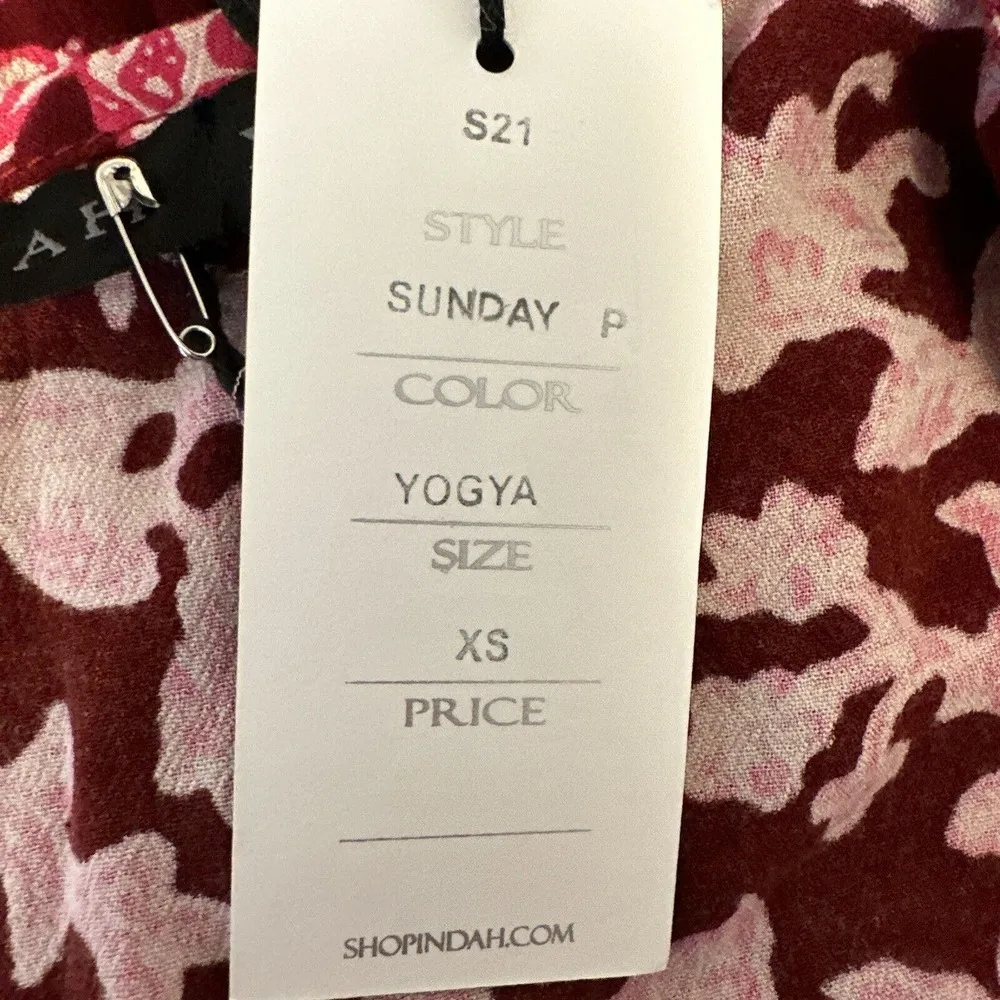 S21
STYLE
SUNDAY P
COLOR
YOGYA
SIZE
XS
PRICE
SHOPINDAH.COM